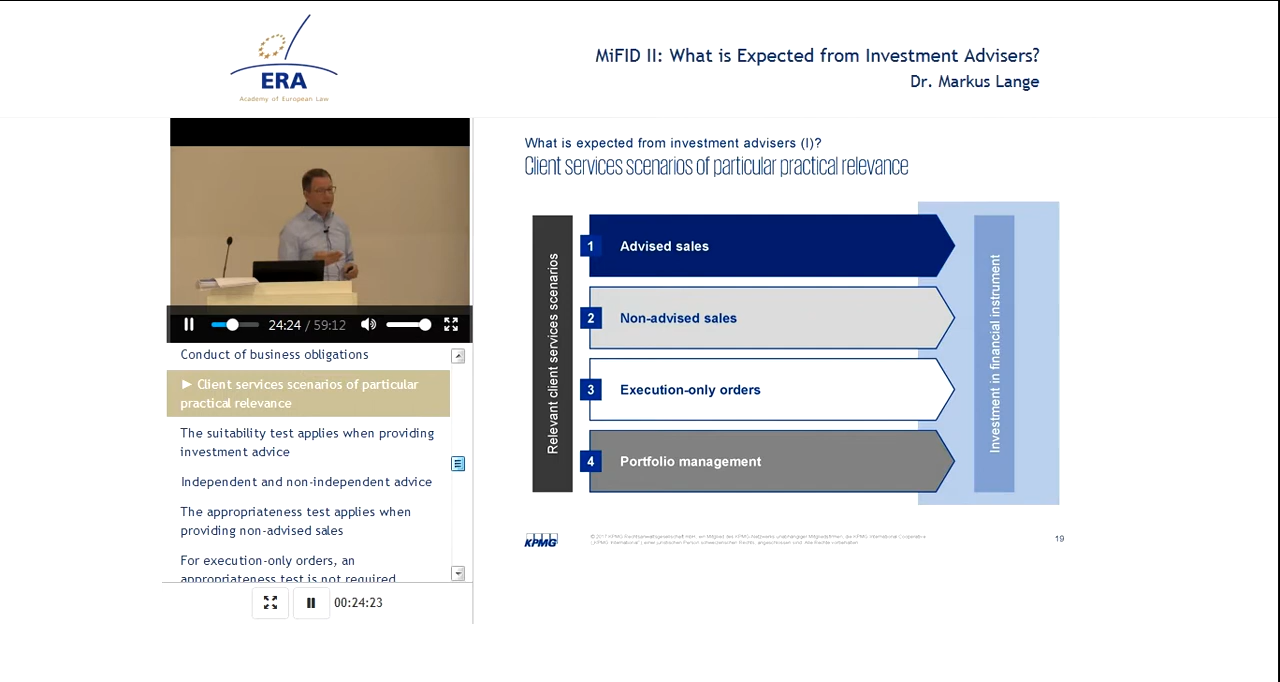 ERA
Academy of European Law
MiFID II: What is Expected from Investment Advisers?
Dr. Markus Lange
24:24 / 59:12
Conduct of business obligations
► Client services scenarios of particular
practical relevance
The suitability test applies when providing
investment advice
Independent and non-independent advice
The appropriateness test applies when
providing non-advised sales
For execution-only orders, an
appropriateness test is not required
00:24:23
What is expected from investment advisers (I)?
Client services scenarios of particular practical relevance
Relevant client services scenarios
1 Advised sales
2 Non-advised sales
3 Execution-only orders
4 Portfolio management
Investment in financial instrument
KPMG
19